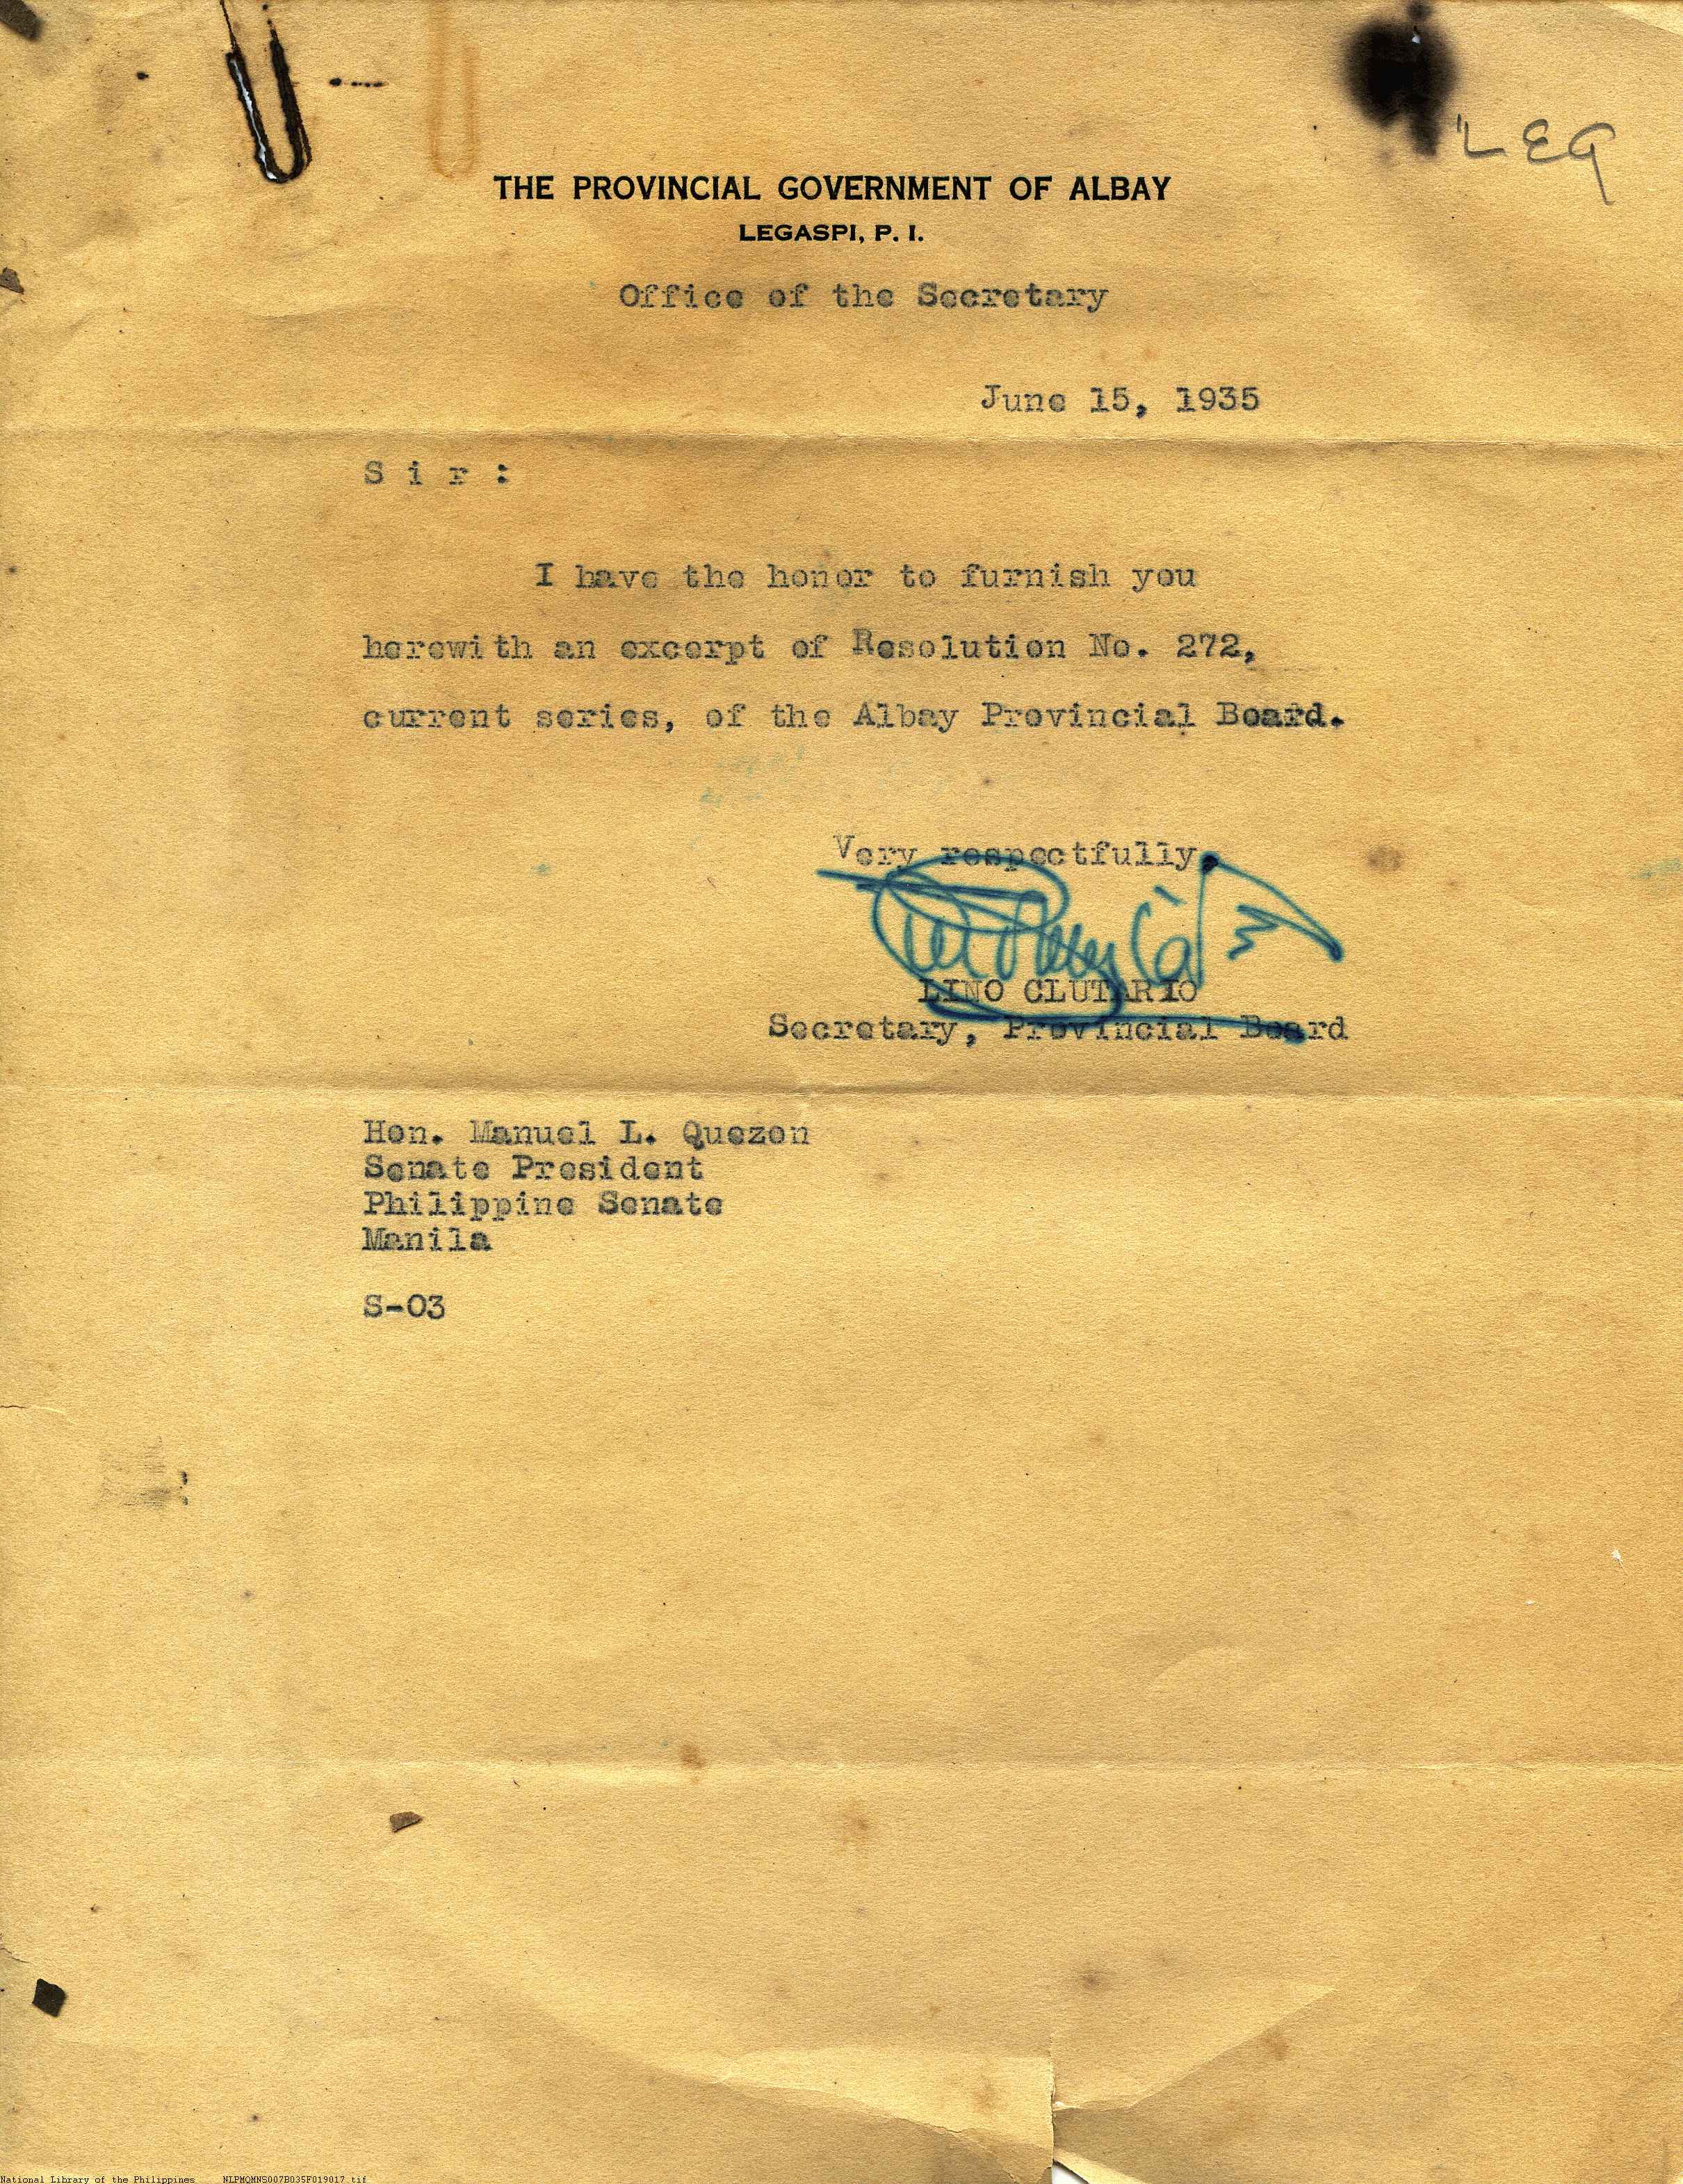 LEG
THE PROVINCIAL GOVERNMENT OF ALBAY
LEGASPI, P. I.
Office of the Secretary
June 15, 1935
S i r :
I have the honor to furnish you
herewith an excerpt of Resolution No. 272,
current series, of the Albay Provincial Board.
Very respectfully,
LINO CLUTARIO
Secretary, Provincial Board
Hon. Manuel L. Quezon
Senate President
Philippine Senate
Manila
S-03
National Library of the Philippines NLPMQMNS007B035F019017.tif